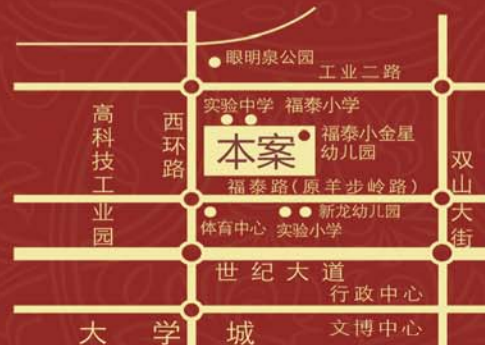 眼明泉公园
工业二路
实验中学 福泰小学
高科技工业园
西环路
本案
福泰小金星
幼儿园
双山大街
福泰路(原羊步岭路)
体育中心
实验小学
新龙幼儿园
世纪大道
行政中心
大学城
文博中心